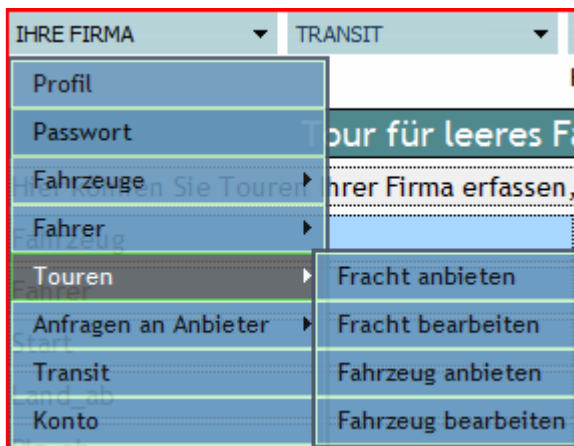 IHRE FIRMA
TRANSIT
Profil
Passwort
Tour für leeres Fa
Fahrzeuge
Hier können Sie Touren Ihrer Firma erfassen,
Fahrer
Fahrzeug
Touren
Fracht anbieten
Fahrer
Anfragen an Anbieter
Fracht bearbeiten
Start
Transit
Fahrzeug anbieten
Land_ab
Konto
Fahrzeug bearbeiten